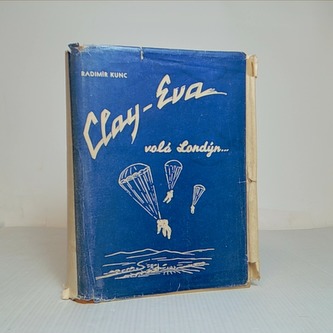 RADIMÍR KUNC
Clay-Eva
volá Londýn...